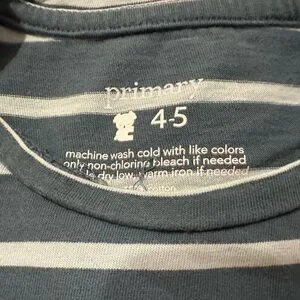 primary
4-5
machine wash cold with like colors
only non-chlorine bleach if needed
dry low, warm iron if needed
cotton